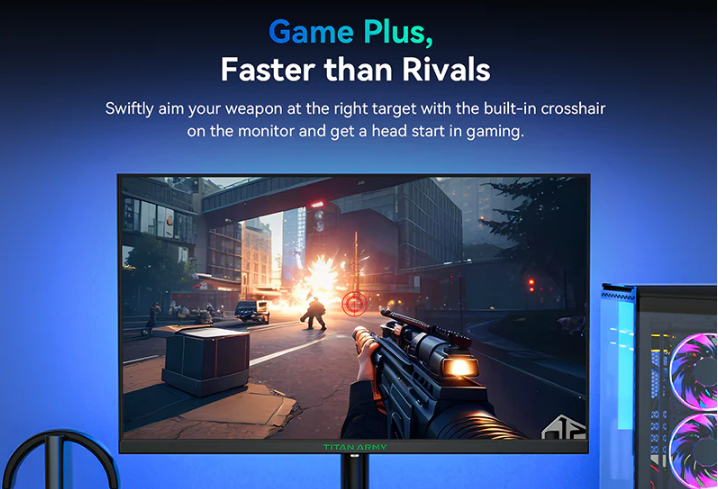 Game Plus,
Faster than Rivals
Swiftly aim your weapon at the right target with the built-in crosshair
on the monitor and get a head start in gaming.
TITAN ARMY